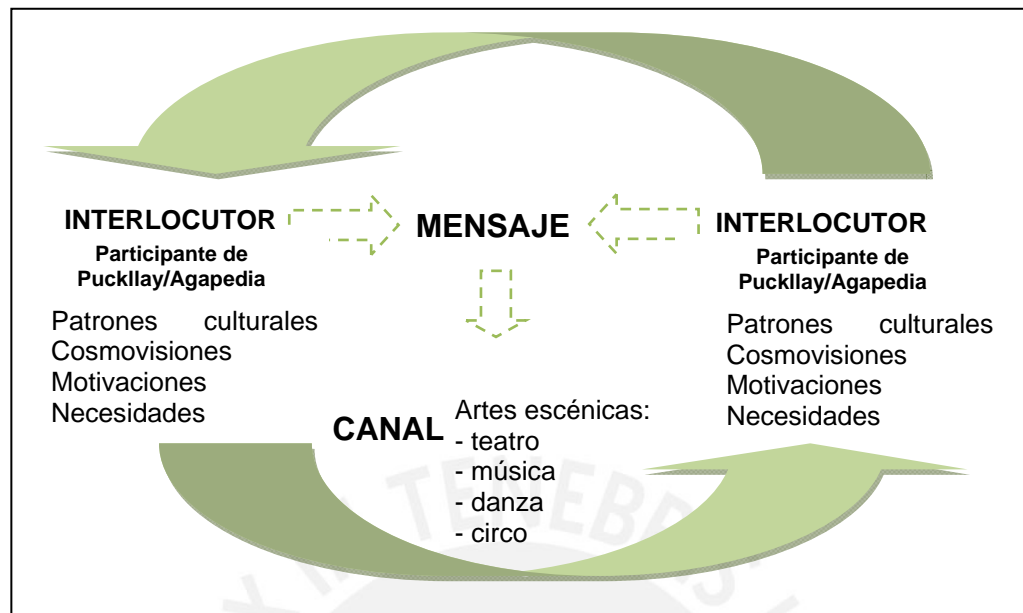 INTERLOCUTOR
Participante de
Puckllay/Agapedia
Patrones culturales
Cosmovisiones
Motivaciones
Necesidades
MENSAJE
INTERLOCUTOR
Participante de
Puckllay/Agapedia
Patrones culturales
Cosmovisiones
Motivaciones
Necesidades
CANAL
Artes escénicas:
- teatro
- música
- danza
- circo
TENEBRIS